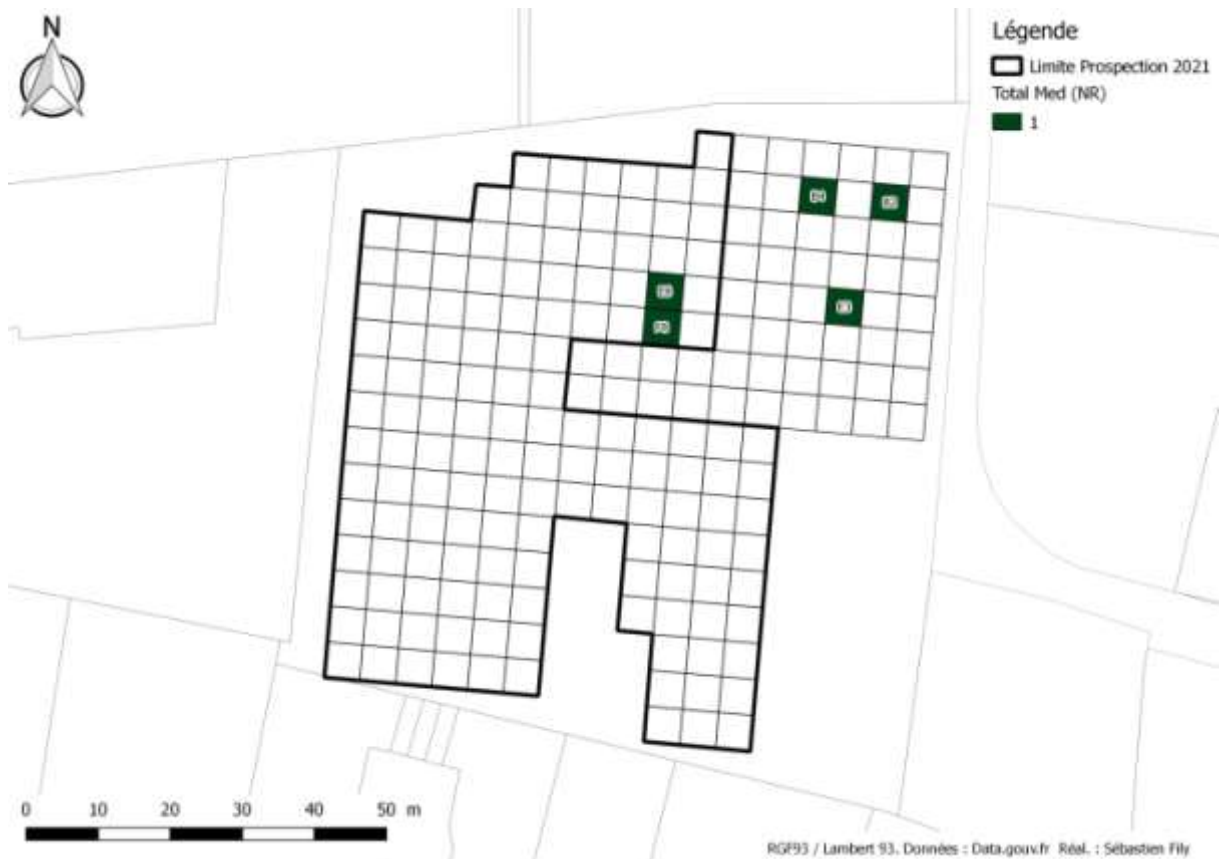 N
Légende
Limite Prospection 2021
Total Med (NR)
1
0 10 20 30 40 50 m
RGF93 / Lambert 93. Données : Data.gouv.fr Réal. : Sébastien Fily